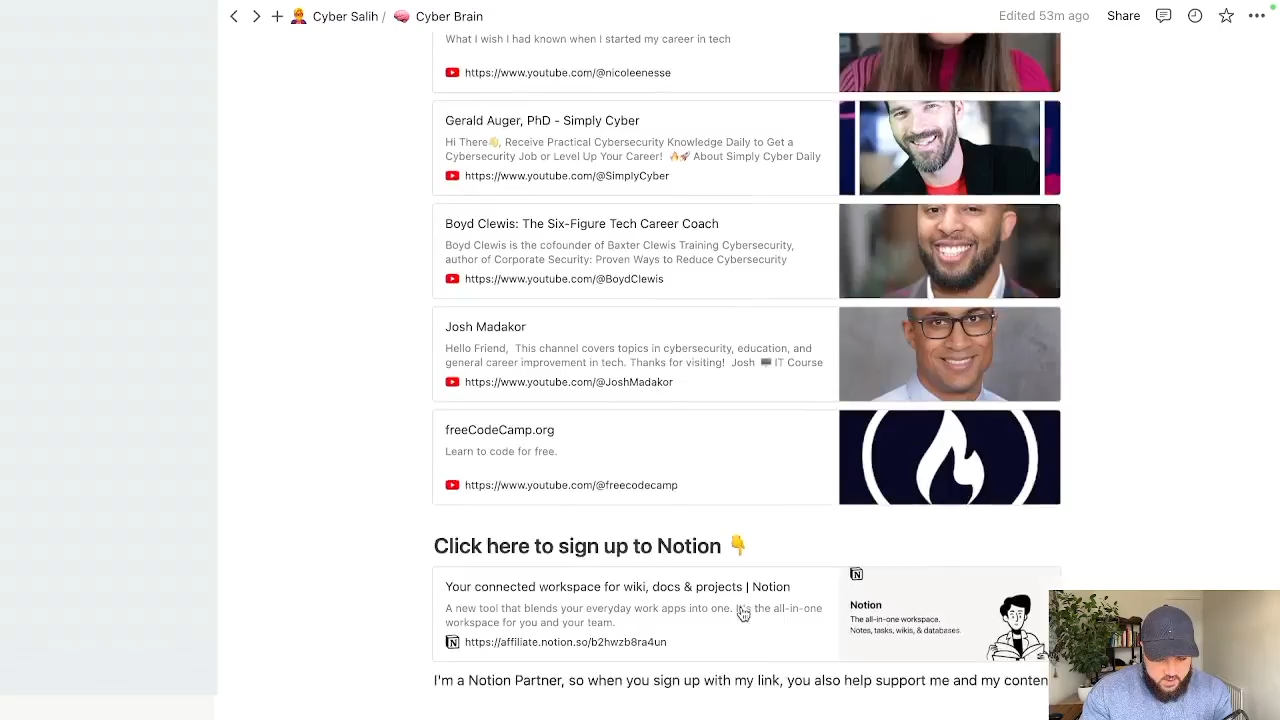 Cyber Salih / 🧠 Cyber Brain
Edited 53m ago Share
What I wish I had known when I started my career in tech
https://www.youtube.com/@nicoleenesse
Gerald Auger, PhD - Simply Cyber
Hi There👋, Receive Practical Cybersecurity Knowledge Daily to Get a
Cybersecurity Job or Level Up Your Career! 🔥🚀 About Simply Cyber Daily
https://www.youtube.com/@SimplyCyber
Boyd Clewis: The Six-Figure Tech Career Coach
Boyd Clewis is the cofounder of Baxter Clewis Training Cybersecurity,
author of Corporate Security: Proven Ways to Reduce Cybersecurity
https://www.youtube.com/@BoydClewis
Josh Madakor
Hello Friend, This channel covers topics in cybersecurity, education, and
general career improvement in tech. Thanks for visiting! Josh 🖥️ IT Course
https://www.youtube.com/@JoshMadakor
freeCodeCamp.org
Learn to code for free.
https://www.youtube.com/@freecodecamp
Click here to sign up to Notion 👇
Your connected workspace for wiki, docs & projects | Notion
A new tool that blends your everyday work apps into one. It's the all-in-one
workspace for you and your team.
https://affiliate.notion.so/b2hwzb8ra4un
Notion
The all-in-one workspace.
Notes, tasks, wikis, & databases.
I'm a Notion Partner, so when you sign up with my link, you also help support me and my conten